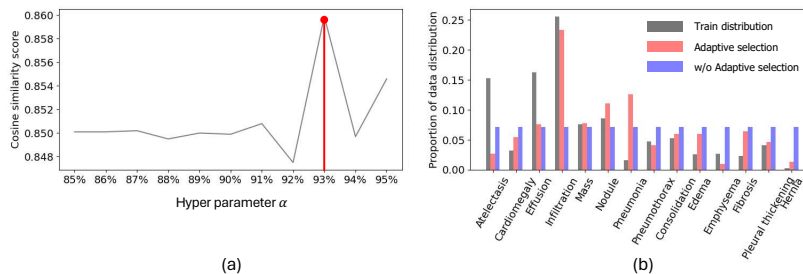 0.860
0.858
0.856
0.854
0.852
0.850
0.848
Cosine similarity score
85% 86% 87% 88% 89% 90% 91% 92% 93% 94% 95%
Hyper parameter α
(a)
0.25
0.20
0.15
0.10
0.05
0.00
Proportion of data distribution
Train distribution
Adaptive selection
w/o Adaptive selection
Atelectasis
Cardiomegaly
Effusion
Infiltration
Mass
Nodule
Pneumonia
Pneumothorax
Consolidation
Edema
Emphysema
Fibrosis
Pleural thickening
Hernia
(b)